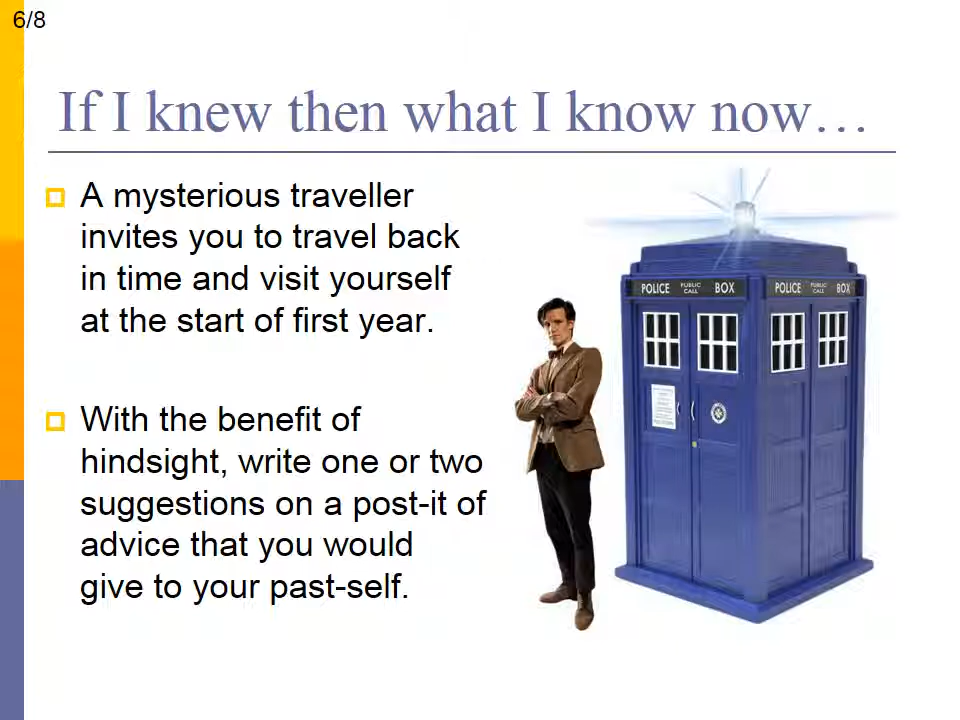 6/8
If I knew then what I know now…
A mysterious traveller
invites you to travel back
in time and visit yourself
at the start of first year.
With the benefit of
hindsight, write one or two
suggestions on a post-it of
advice that you would
give to your past-self.
POLICE PUBLIC CALL BOX
POLICE PUBLIC CALL BOX